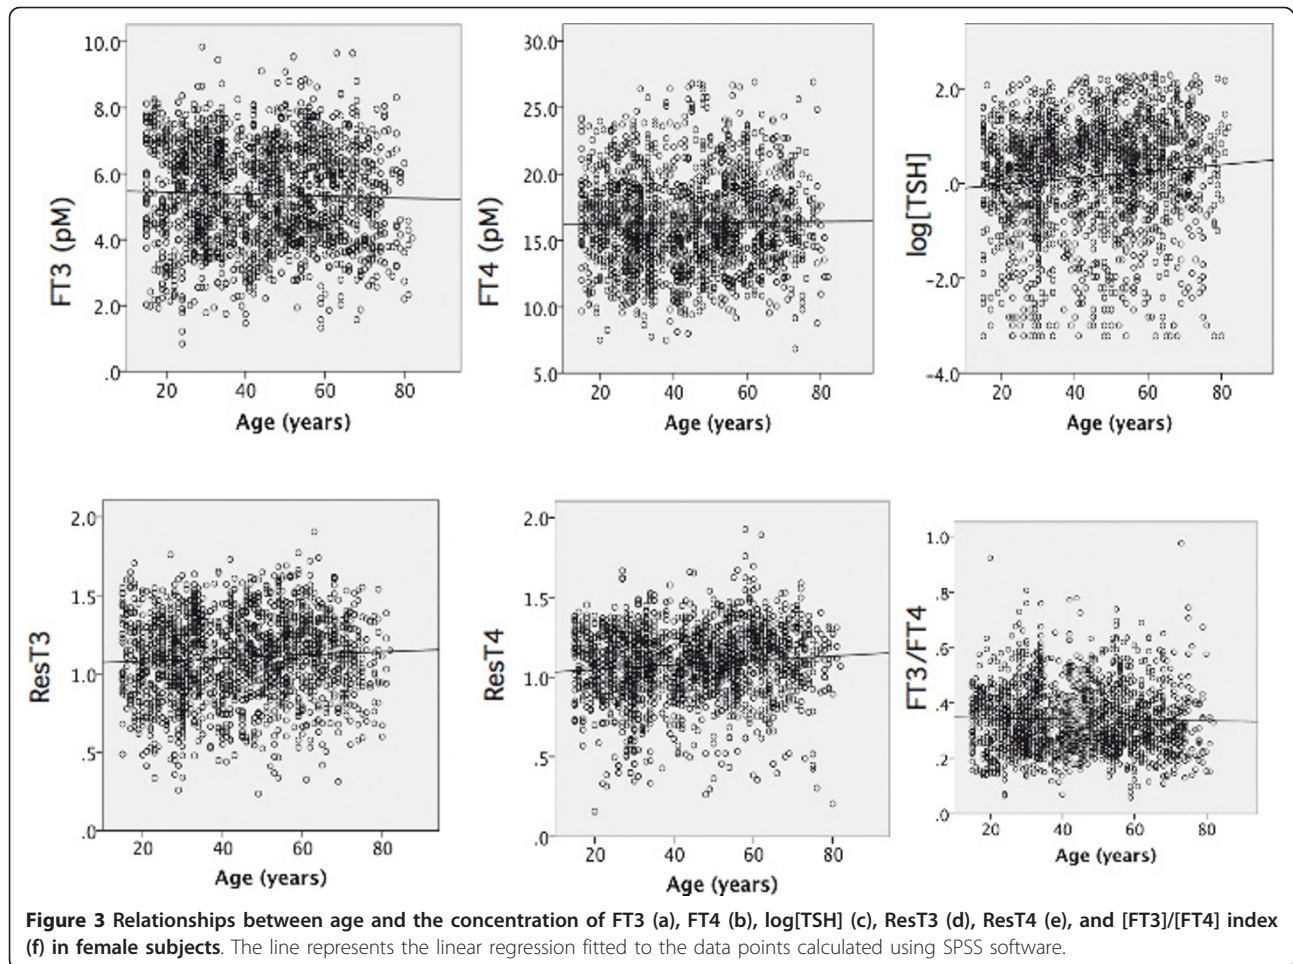 10.0
8.0
6.0
4.0
2.0
.0
FT3 (pM)
20 40 60 80
Age (years)
30.0
25.0
20.0
15.0
10.0
5.0
FT4 (pM)
20 40 60 80
Age (years)
2.0
.0
-2.0
-4.0
log[TSH]
20 40 60 80
Age (years)
2.0
1.5
1.0
.5
.0
ResT3
20 40 60 80
Age (years)
2.0
1.5
1.0
.5
.0
ResT4
20 40 60 80
Age (years)
1.0
.8
.6
.4
.2
.0
FT3/FT4
20 40 60 80
Age (years)
Figure 3 Relationships between age and the concentration of FT3 (a), FT4 (b), log[TSH] (c), ResT3 (d), ResT4 (e), and [FT3]/[FT4] index
(f) in female subjects. The line represents the linear regression fitted to the data points calculated using SPSS software.